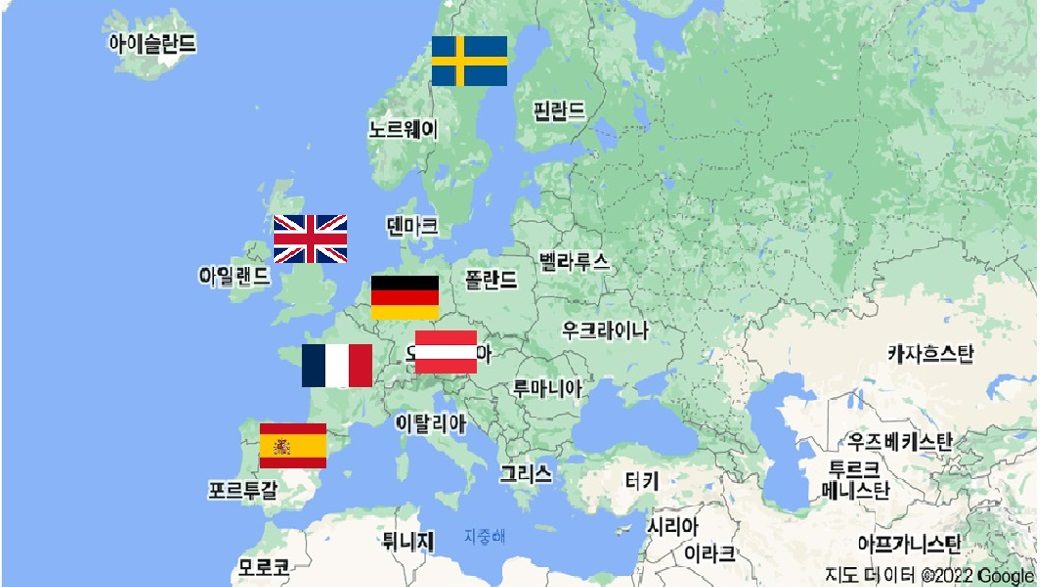 아이슬란드
핀란드
노르웨이
덴마크
벨라루스
아일랜드
폴란드
우크라이나
카자흐스탄
오
아
루마니아
이탈리아
우즈베키스탄
그리스
투르크
메니스탄
터키
포르투갈
시리아
지중해
튀니지
아프가니스탄
이라크
모로코
지도 데이터 ©2022 Google